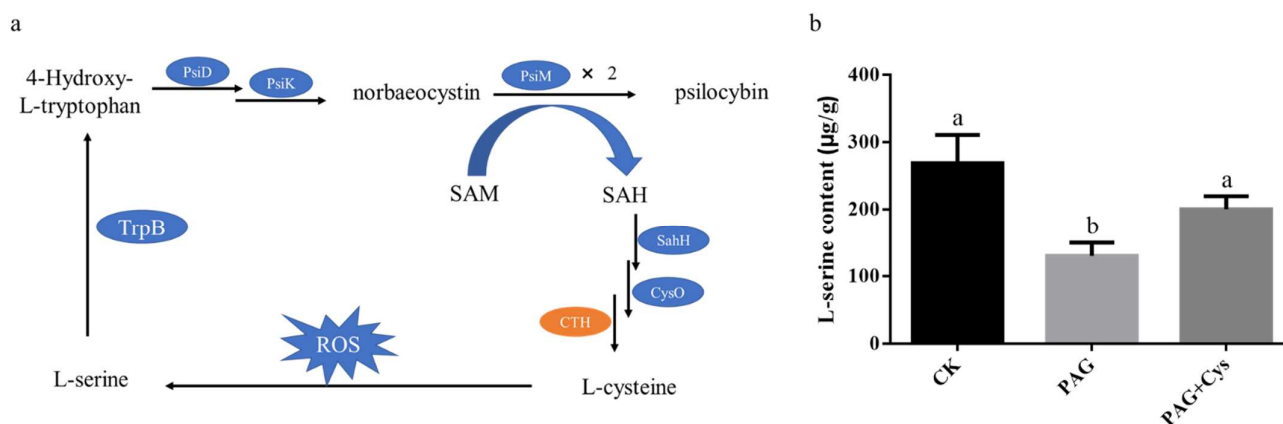 a
4-Hydroxy-
L-tryptophan
PsiD
PsiK
norbaeocystin
PsiM × 2
psilocybin
SAM
SAH
TrpB
SahH
CysO
CTH
ROS
L-serine
L-cysteine
b
L-serine content (μg/g)
400
300
200
100
0
a
b
a
CK
PAG
PAG+Cys